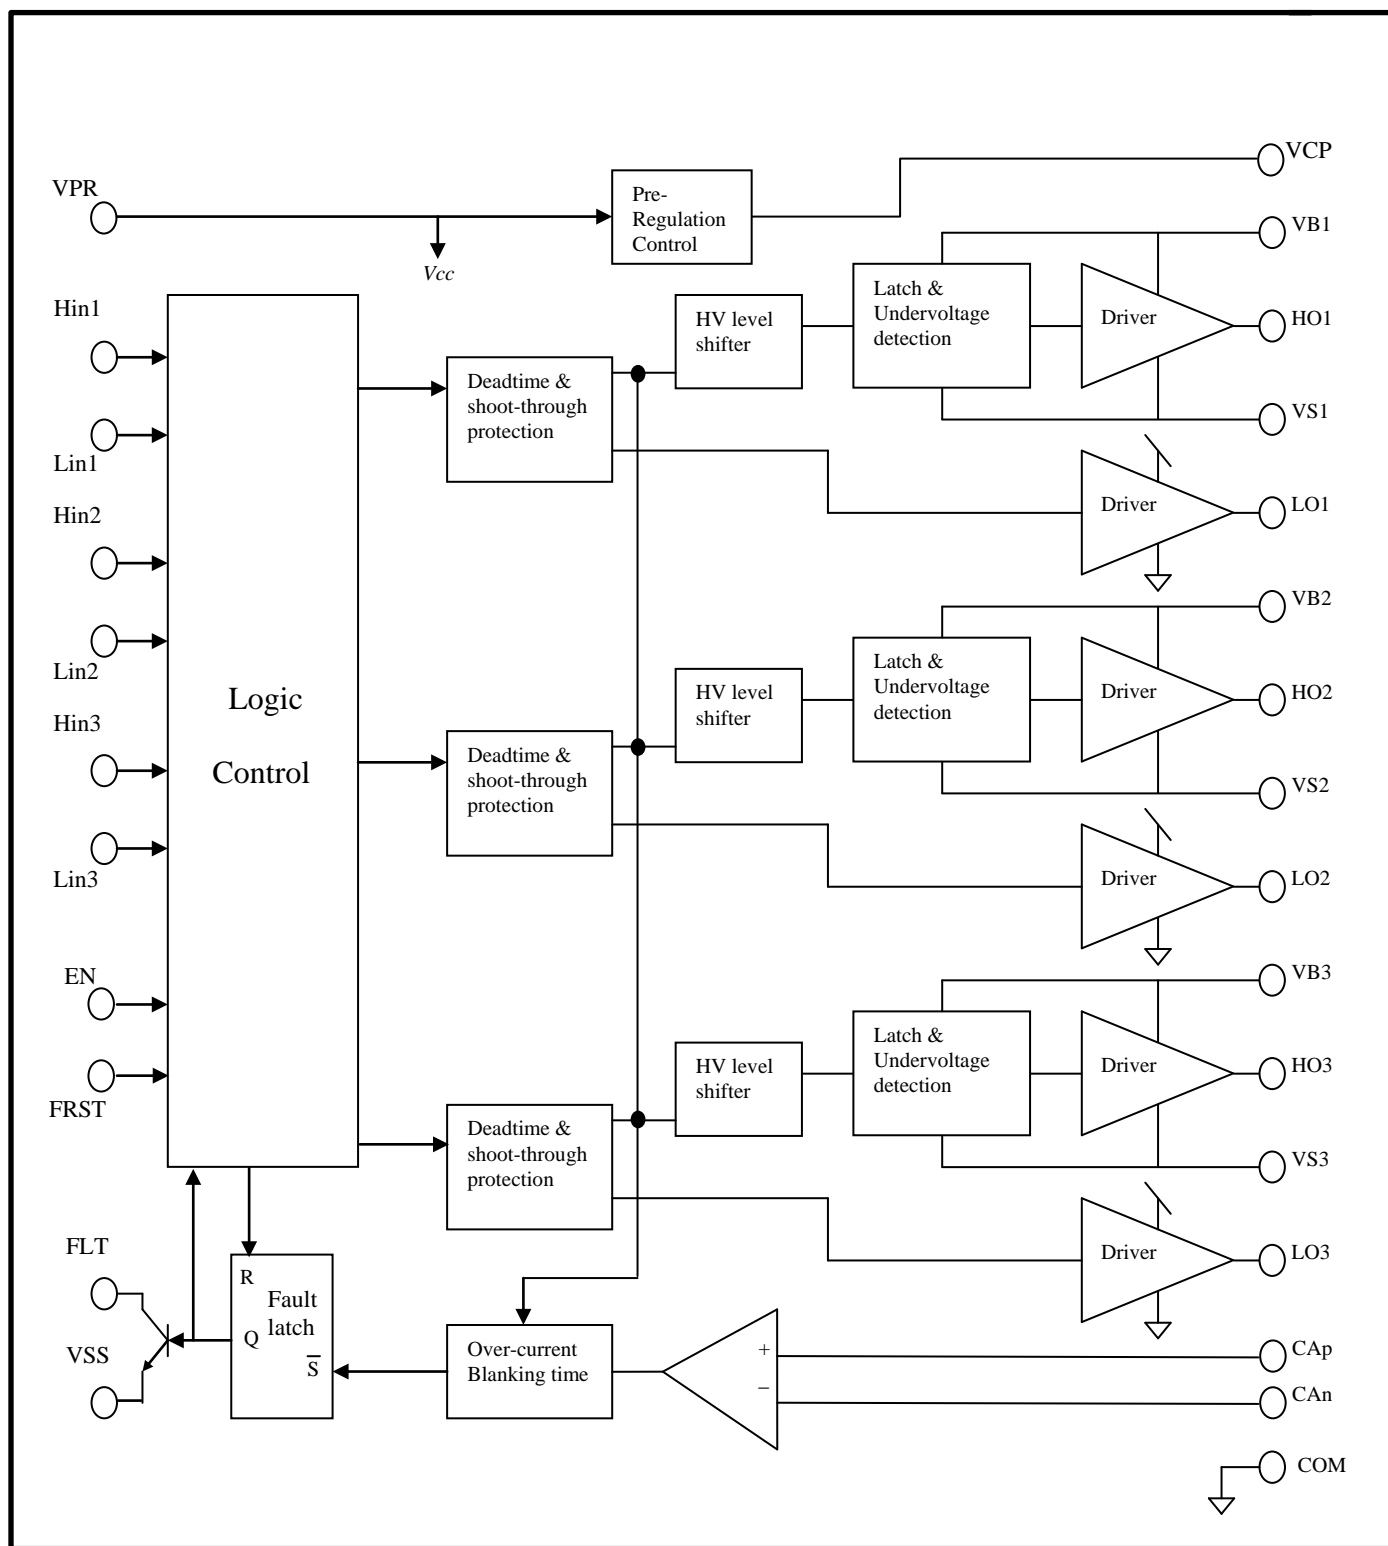 VCP
VPR
Pre-
Regulation
Control
VB1
Vcc
Hin1
HV level
shifter
Latch &
Undervoltage
detection
Driver
HO1
Deadtime &
shoot-through
protection
VS1
Lin1
Driver
LO1
Hin2
VB2
Lin2
Logic
Control
HV level
shifter
Latch &
Undervoltage
detection
Driver
HO2
Hin3
Deadtime &
shoot-through
protection
VS2
Lin3
Driver
LO2
EN
VB3
HV level
shifter
Latch &
Undervoltage
detection
Driver
HO3
FRST
Deadtime &
shoot-through
protection
VS3
FLT
Driver
LO3
R
Fault
latch
Q
S̅
VSS
Over-current
Blanking time
+
−
CAp
CAn
COM